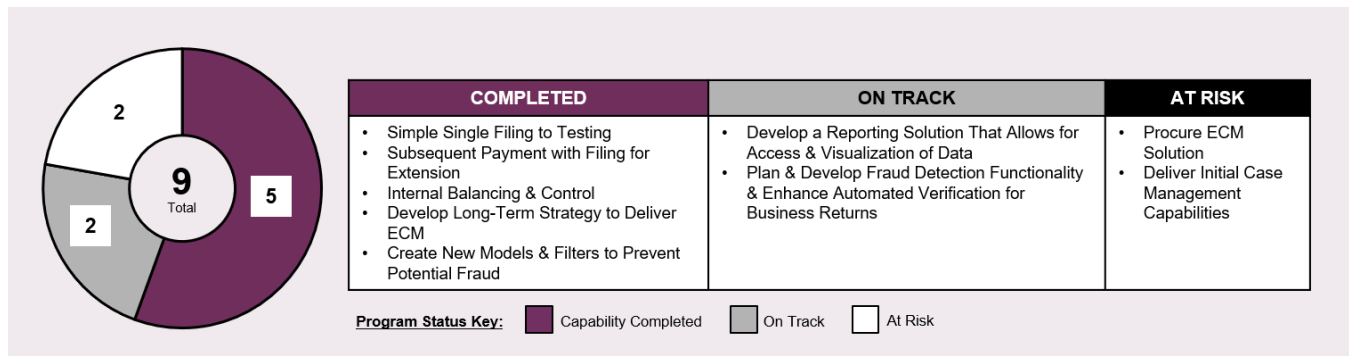 2
9
Total
5
2
COMPLETED
• Simple Single Filing to Testing
• Subsequent Payment with Filing for
Extension
• Internal Balancing & Control
• Develop Long-Term Strategy to Deliver
ECM
• Create New Models & Filters to Prevent
Potential Fraud
ON TRACK
• Develop a Reporting Solution That Allows for
Access & Visualization of Data
• Plan & Develop Fraud Detection Functionality
& Enhance Automated Verification for
Business Returns
AT RISK
• Procure ECM
Solution
• Deliver Initial Case
Management
Capabilities
Program Status Key: Capability Completed On Track At Risk